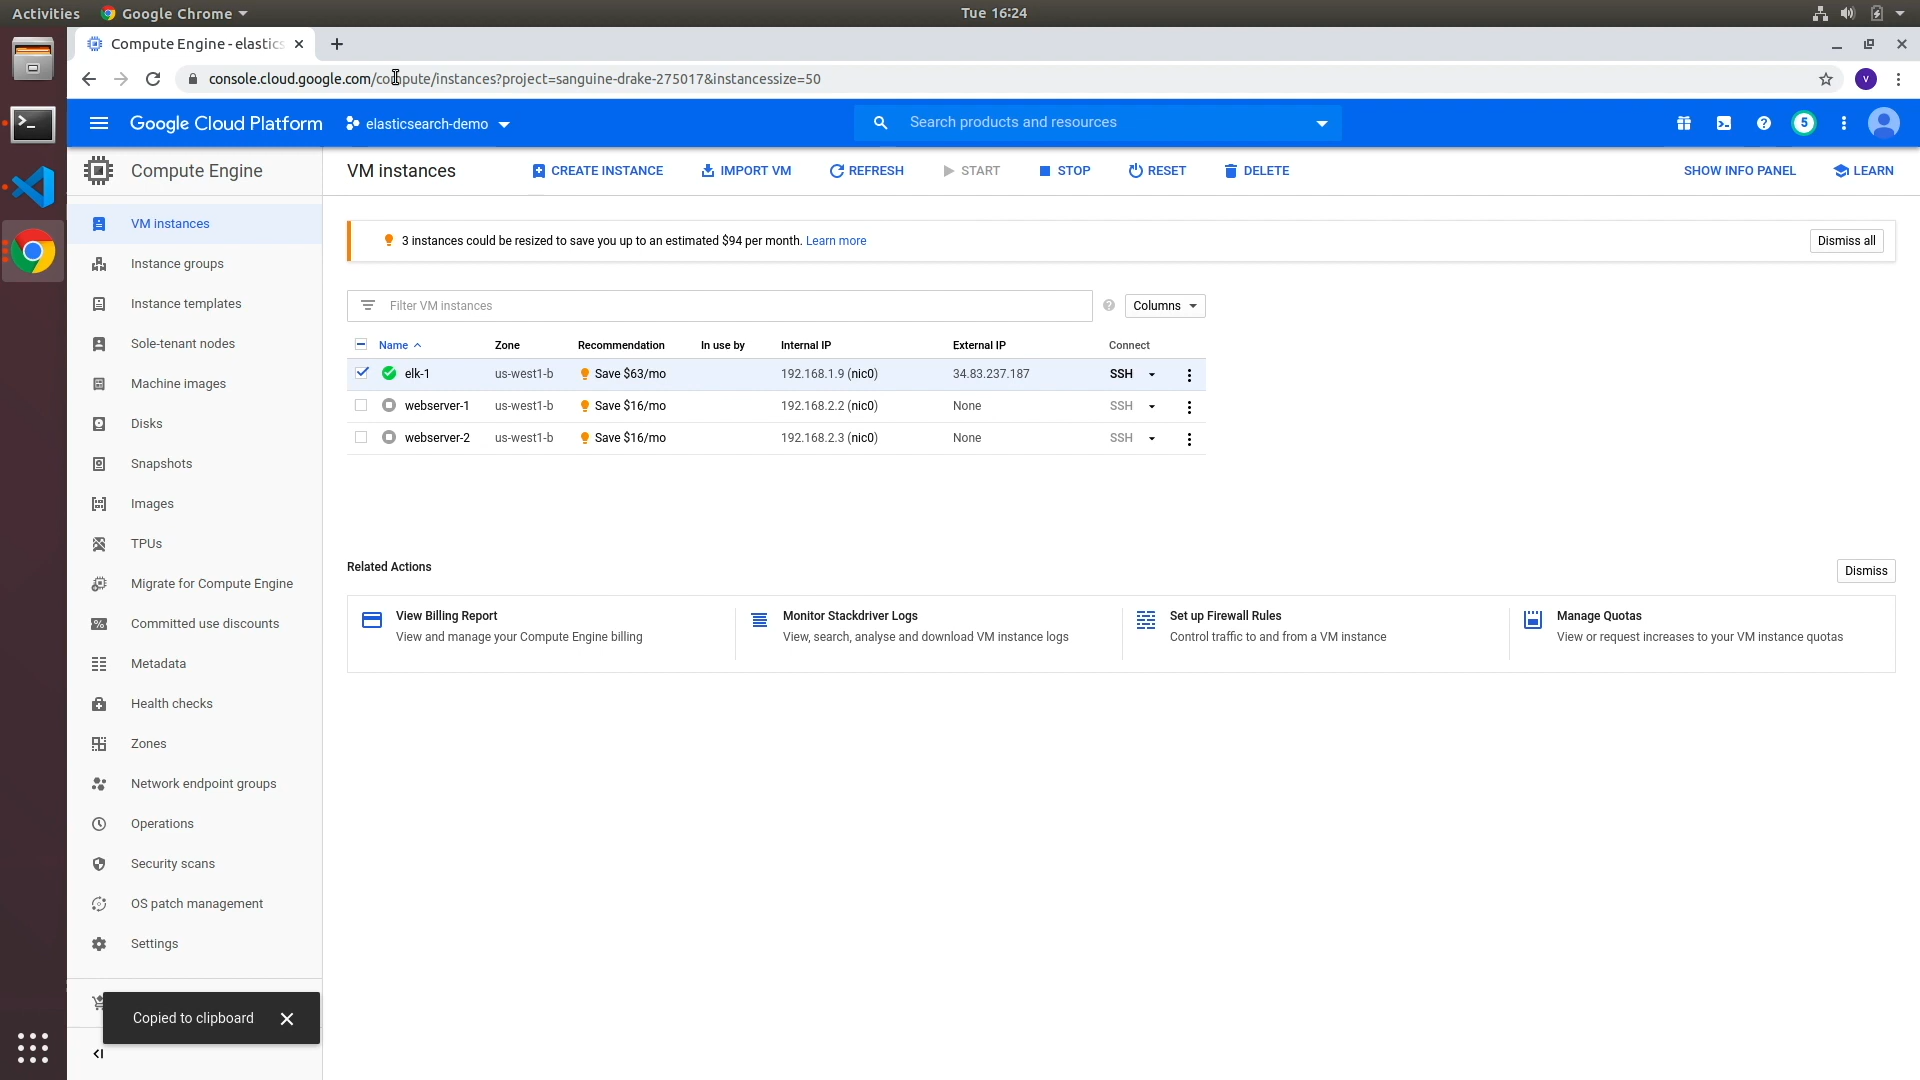 Activities Google Chrome Tue 16:24
Compute Engine - elastics
console.cloud.google.com/compute/instances?project=sanguine-drake-275017&instancessize=50 V
Google Cloud Platform elasticsearch-demo Search products and resources 5
Compute Engine VM instances CREATE INSTANCE IMPORT VM REFRESH START STOP RESET DELETE SHOW INFO PANEL LEARN
VM instances
Instance groups
Instance templates
Sole-tenant nodes
Machine images
Disks
Snapshots
Images
TPUs
Migrate for Compute Engine
Committed use discounts
Metadata
Health checks
Zones
Network endpoint groups
Operations
Security scans
OS patch management
Settings
Copied to clipboard
3 instances could be resized to save you up to an estimated $94 per month. Learn more Dismiss all
Filter VM instances Columns
Name Zone Recommendation In use by Internal IP External IP Connect
elk-1 us-west1-b Save $63/mo 192.168.1.9 (nic0) 34.83.237.187 SSH
webserver-1 us-west1-b Save $16/mo 192.168.2.2 (nic0) None SSH
webserver-2 us-west1-b Save $16/mo 192.168.2.3 (nic0) None SSH
Related Actions Dismiss
View Billing Report
View and manage your Compute Engine billing
Monitor Stackdriver Logs
View, search, analyse and download VM instance logs
Set up Firewall Rules
Control traffic to and from a VM instance
Manage Quotas
View or request increases to your VM instance quotas